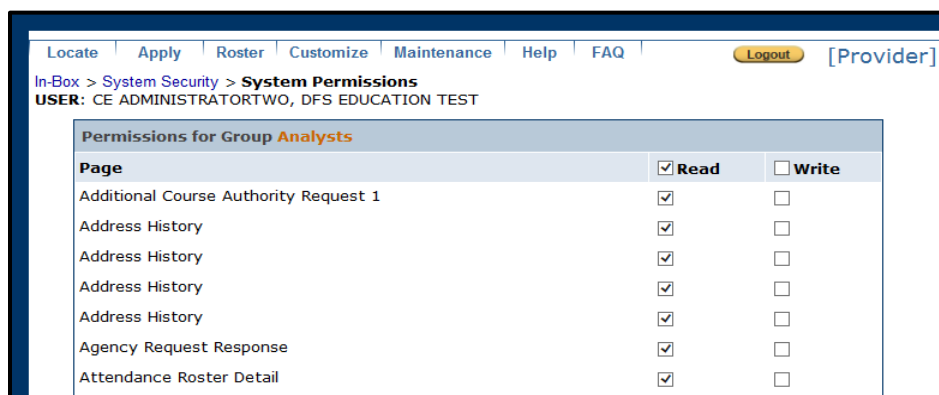 Locate Apply Roster Customize Maintenance Help FAQ Logout [Provider]
In-Box > System Security > System Permissions
USER: CE ADMINISTRATORTWO, DFS EDUCATION TEST
Permissions for Group Analysts
Page Read Write
Additional Course Authority Request 1
Address History
Address History
Address History
Address History
Agency Request Response
Attendance Roster Detail